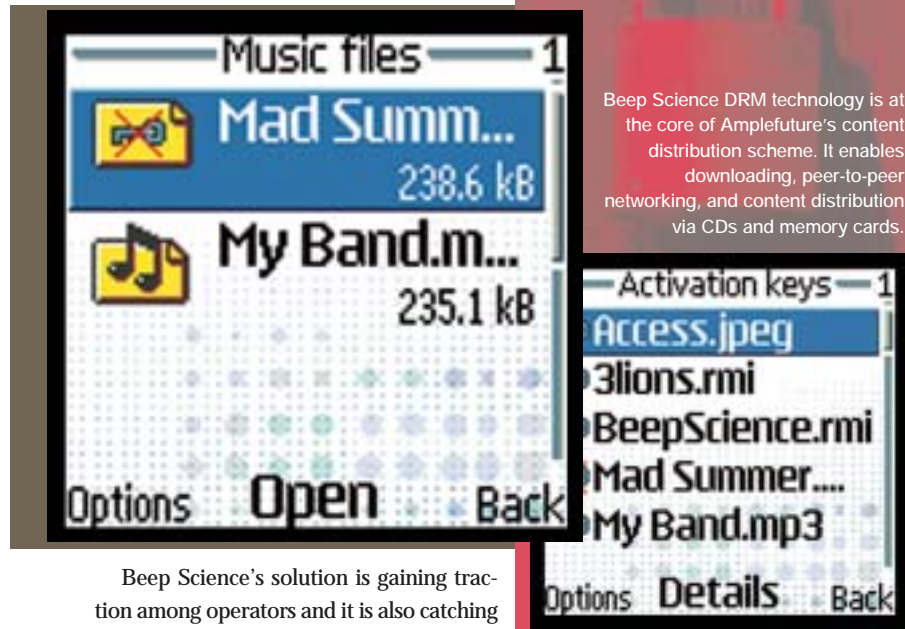 Music files 1
Mad Summ...
238.6 kB
My Band.m...
235.1 kB
Options Open Back
Beep Science DRM technology is at
the core of Amplefuture's content
distribution scheme. It enables
downloading, peer-to-peer
networking, and content distribution
via CDs and memory cards.
Activation keys 1
Access.jpeg
3lions.rmi
BeepScience.rmi
Mad Summer....
My Band.mp3
Options Details Back
Beep Science's solution is gaining trac-
tion among operators and it is also catching